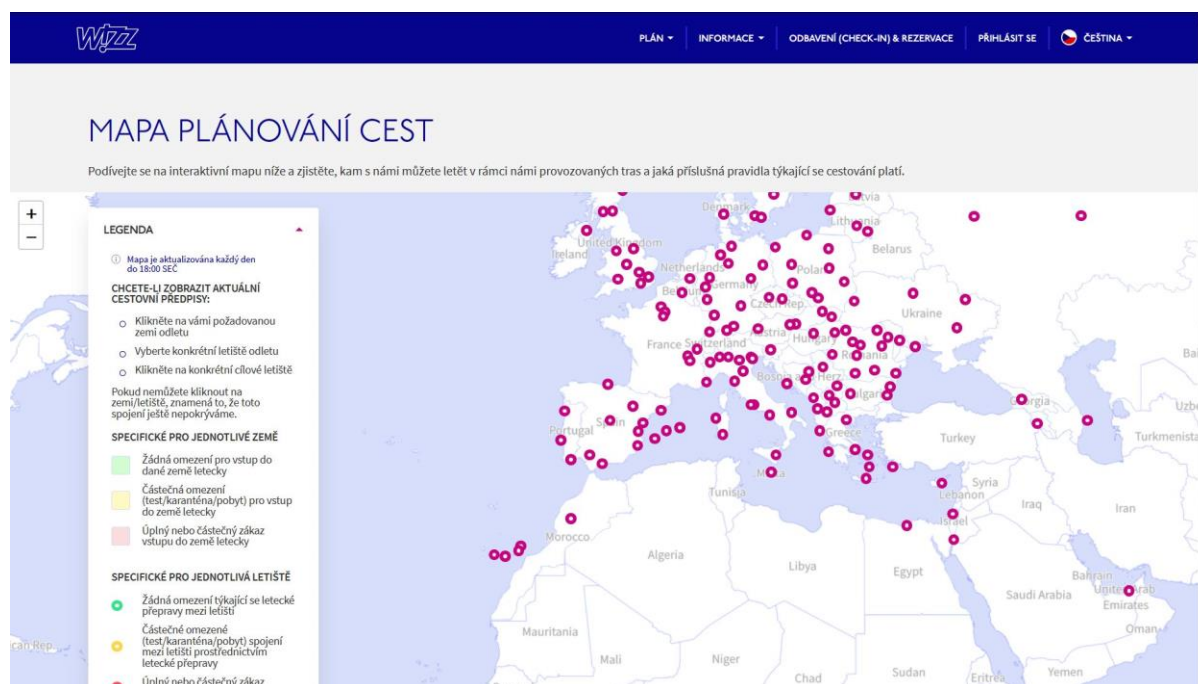 WIZZ
PLÁN
INFORMACE
ODBAVENÍ (CHECK-IN) & REZERVACE
PŘIHLÁSIT SE
ČEŠTINA
MAPA PLÁNOVÁNÍ CEST
Podívejte se na interaktivní mapu níže a zjistěte, kam s námi můžete letět v rámci námi provozovaných tras a jaká příslušná pravidla týkající se cestování platí.
+
−
LEGENDA
Mapa je aktualizována každý den
do 18:00 SEČ
CHCETE-LI ZOBRAZIT AKTUÁLNÍ
CESTOVNÍ PŘEDPISY:
Klikněte na vámi požadovanou
zemi odletu
Vyberte konkrétní letiště odletu
Klikněte na konkrétní cílové letiště
Pokud nemůžete kliknout na
zemi/letiště, znamená to, že toto
spojení ještě nepokrýváme.
SPECIFICKÉ PRO JEDNOTLIVÉ ZEMĚ
Žádná omezení pro vstup do
dané země letecky
Částečná omezení
(test/karanténa/pobyt) pro vstup
do země letecky
Úplný nebo částečný zákaz
vstupu do země letecky
SPECIFICKÉ PRO JEDNOTLIVÁ LETIŠTĚ
Žádná omezení týkající se letecké
přepravy mezi letišti
Částečné omezené
(test/karanténa/pobyt) spojení
mezi letišti prostřednictvím
letecké přepravy
Úplný nebo částečný zákaz
Denmark
Lithuania
United Kingdom
Ireland
Belarus
Netherlands
Germany
Ukraine
Czech Rep.
France
Switzerland
Austria
Hungary
Romania
Bosnia and Herz.
Portugal
Spain
Greece
Turkey
Georgia
Turkmenista
Malta
Tunisia
Syria
Lebanon
Iraq
Iran
Israel
Morocco
Algeria
Libya
Egypt
Bahrain
Saudi Arabia
United Arab
Emirates
Oman
Mauritania
Mali
Niger
Chad
Sudan
Eritrea
Yemen
can Rep.